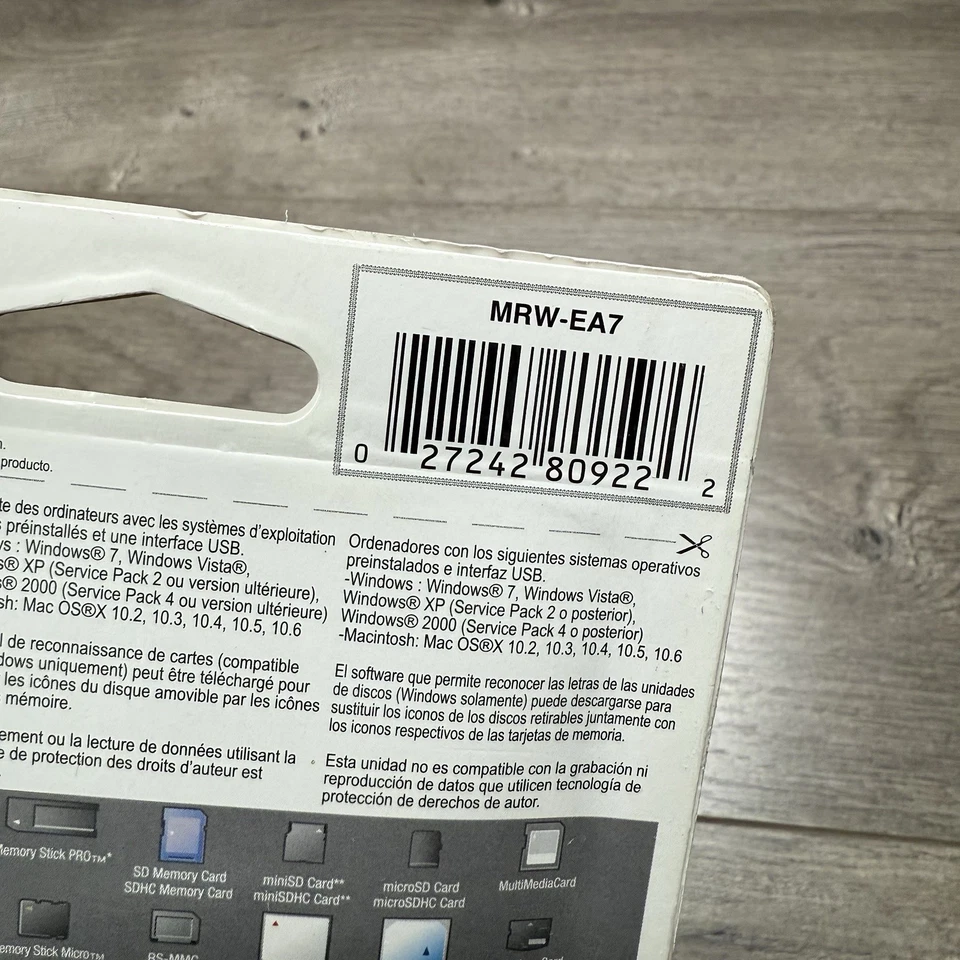 MRW-EA7
0 27242 80922 2
producto.
des ordinateurs avec les systèmes d'exploitation
préinstallés et une interface USB.
: Windows® 7, Windows Vista®,
® XP (Service Pack 2 ou version ultérieure),
® 2000 (Service Pack 4 ou version ultérieure)
Mac OS®X 10.2, 10.3, 10.4, 10.5, 10.6
de reconnaissance de cartes (compatible
uniquement) peut être téléchargé pour
les icônes du disque amovible par les icônes
mémoire.
ou la lecture de données utilisant la
de protection des droits d'auteur est
Ordenadores con los siguientes sistemas operativos
preinstalados e interfaz USB.
-Windows : Windows® 7, Windows Vista®,
Windows® XP (Service Pack 2 o posterior),
Windows® 2000 (Service Pack 4 o posterior)
-Macintosh: Mac OS®X 10.2, 10.3, 10.4, 10.5, 10.6
El software que permite reconocer las letras de las unidades
de discos (Windows solamente) puede descargarse para
sustituir los iconos de los discos retirables juntamente con
los iconos respectivos de las tarjetas de memoria.
Esta unidad no es compatible con la grabación ni
reproducción de datos que utilicen tecnología de
protección de derechos de autor.
Stick PRO™*
SD Memory Card
SDHC Memory Card
miniSD Card**
miniSDHC Card**
microSD Card
microSDHC Card
MultiMediaCard
Stick Micro™
RS-MMC